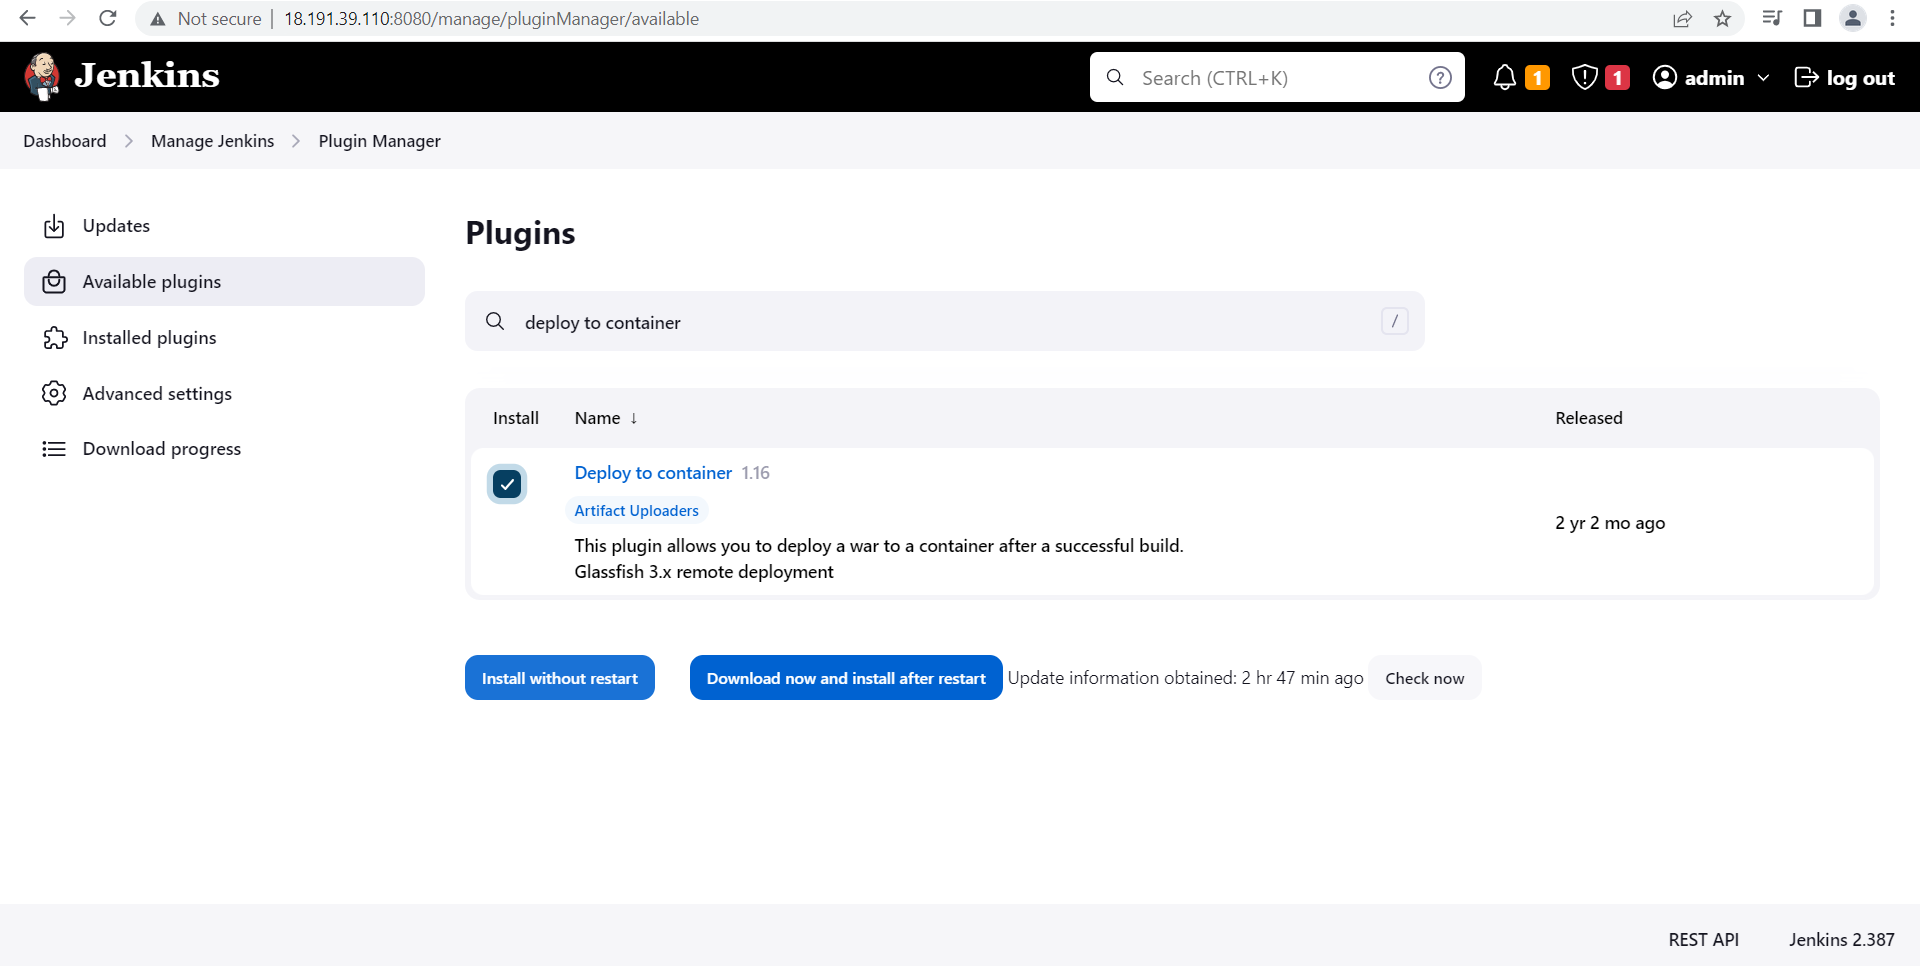 Not secure | 18.191.39.110:8080/manage/pluginManager/available
Jenkins
Search (CTRL+K)
?
1
1
admin
log out
Dashboard > Manage Jenkins > Plugin Manager
Updates
Available plugins
Installed plugins
Advanced settings
Download progress
Plugins
deploy to container
/
Install Name ↓ Released
Deploy to container 1.16
Artifact Uploaders
This plugin allows you to deploy a war to a container after a successful build.
Glassfish 3.x remote deployment
2 yr 2 mo ago
Install without restart
Download now and install after restart
Update information obtained: 2 hr 47 min ago
Check now
REST API
Jenkins 2.387